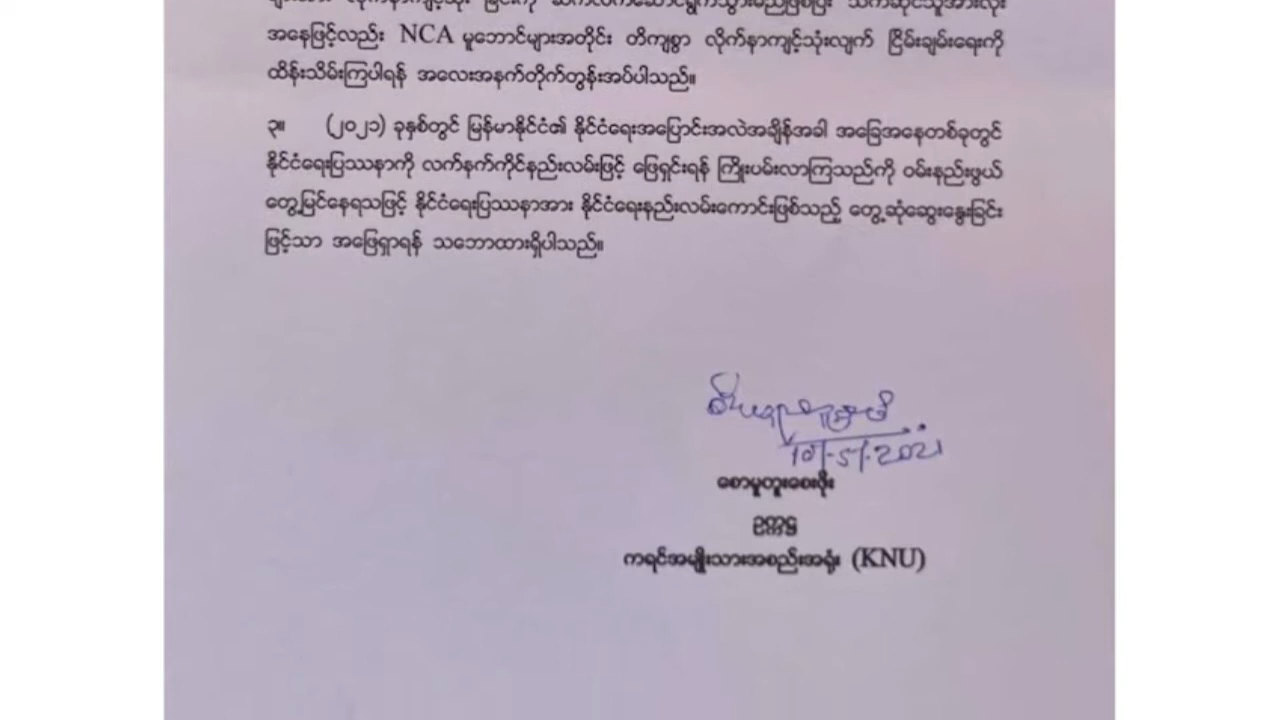 အနေဖြင့်လည်း NCA မူဘောင်များအတိုင်း တိကျစွာ လိုက်နာကျင့်သုံးလျက် ငြိမ်းချမ်းရေးကို
ထိန်းသိမ်းကြပါရန် အလေးအနက်တိုက်တွန်းအပ်ပါသည်။
၃။ (၂၀၂၁) ခုနှစ်တွင် မြန်မာနိုင်ငံ၏ နိုင်ငံရေးအပြောင်းအလဲအချိန်အခါ အခြေအနေတစ်ခုတွင်
နိုင်ငံရေးပြဿနာကို လက်နက်ကိုင်နည်းလမ်းဖြင့် ဖြေရှင်းရန် ကြိုးပမ်းလာကြသည်ကို ဝမ်းနည်းဖွယ်
တွေ့မြင်နေရသဖြင့် နိုင်ငံရေးပြဿနာအား နိုင်ငံရေးနည်းလမ်းကောင်းဖြစ်သည့် တွေ့ဆုံဆွေးနွေးခြင်း
ဖြင့်သာ အဖြေရှာရန် သဘောထားရှိပါသည်။
စောမူတူးစေးဖိုး
ဥက္ကဋ္ဌ
ကရင်အမျိုးသားအစည်းအရုံး (KNU)